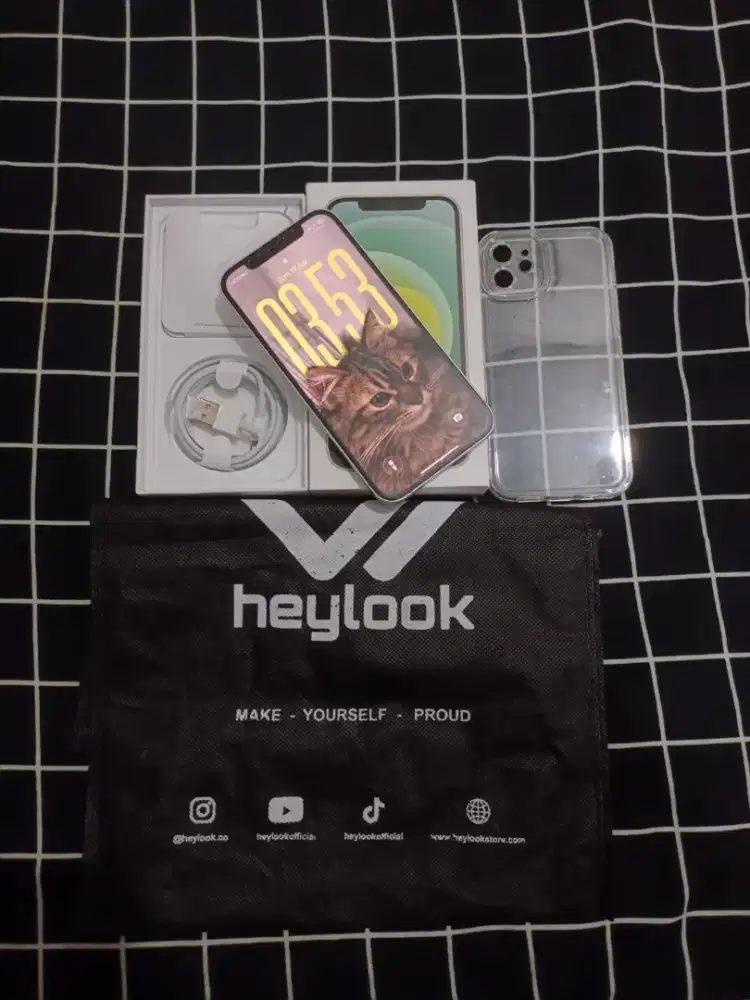 03.53
heylook
MAKE - YOURSELF - PROUD
@heylook.co
heylookofficial
heylookofficial
www.heylookstore.com